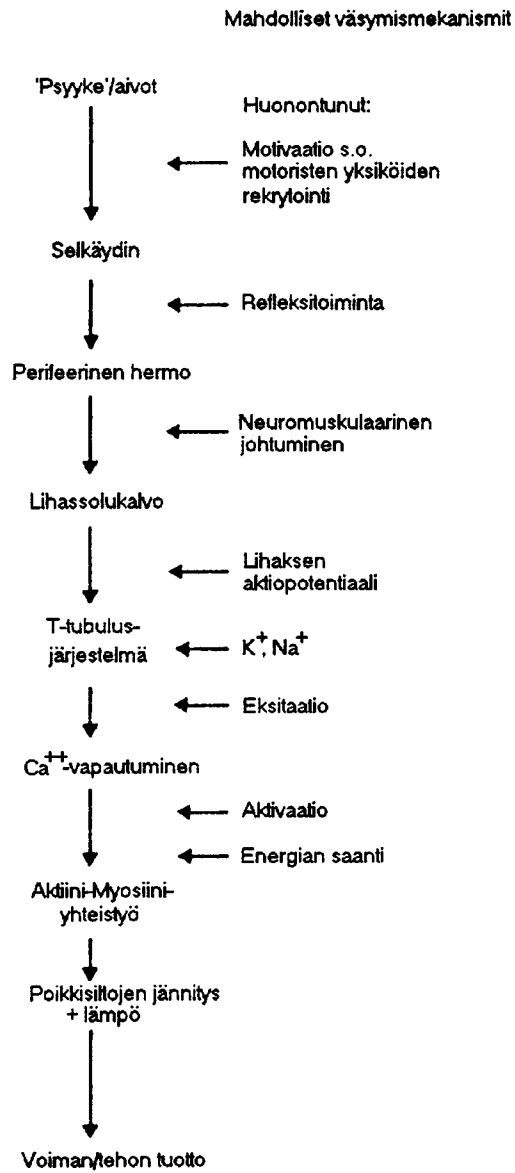 Mahdolliset väsymismekanismit
'Psyyke'/aivot
Huonontunut:
Motivaatio s.o.
motoristen yksiköiden
rekrytointi
Selkäydin
Refleksitoiminta
Perifeerinen hermo
Neuromuskulaarinen
johtuminen
Lihassolukalvo
Lihaksen
aktiopotentiaali
T-tubulus-
järjestelmä
K⁺, Na⁺
Eksitaatio
Ca⁺⁺-vapautuminen
Aktivaatio
Energian saanti
Aktiini-Myosiini-
yhteistyö
Poikkisiltojen jännitys
+ lämpö
Voiman/tehon tuotto